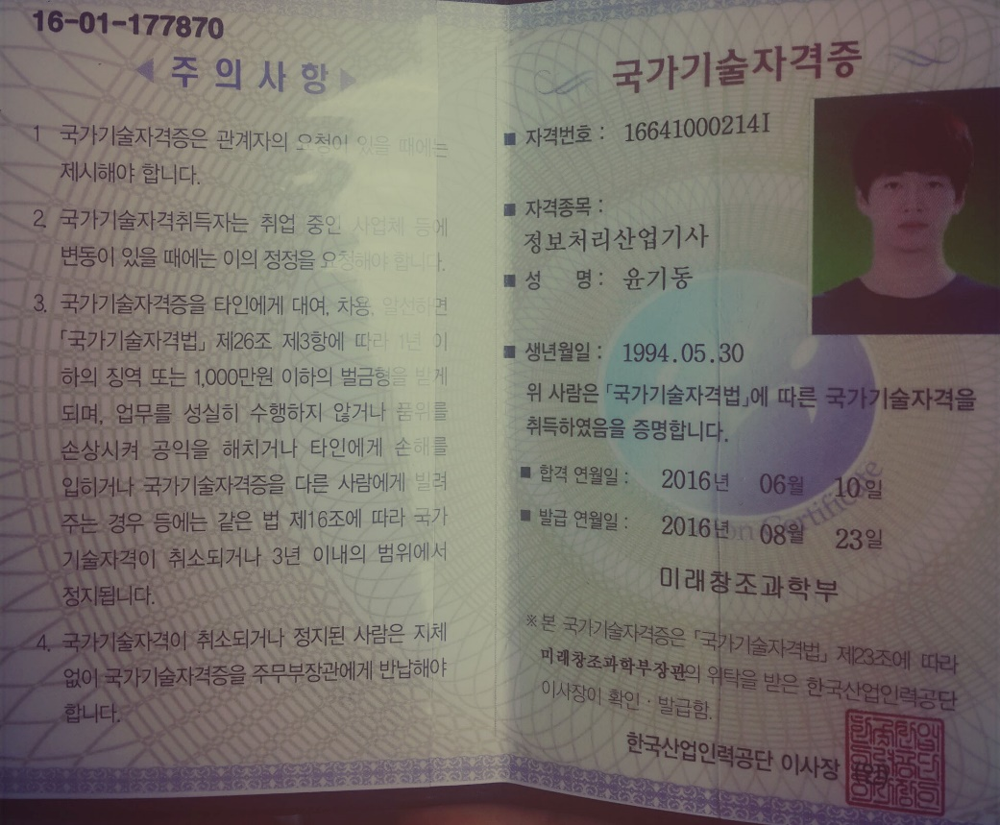 16-01-177870
주의사항
1 국가기술자격증은 관계자의 요청이 있을 때에는
제시해야 합니다.
2. 국가기술자격취득자는 취업 중인 사업체 등에
변동이 있을 때에는 이의 정정을 요청해야 합니다.
3. 국가기술자격증을 타인에게 대여, 차용, 알선하면
「국가기술자격법」 제26조 제3항에 따라 1년 이
하의 징역 또는 1,000만원 이하의 벌금형을 받게
되며, 업무를 성실히 수행하지 않거나 품위를
손상시켜 공익을 해치거나 타인에게 손해를
입히거나 국가기술자격증을 다른 사람에게 빌려
주는 경우 등에는 같은 법 제16조에 따라 국가
기술자격이 취소되거나 3년 이내의 범위에서
정지됩니다.
4. 국가기술자격이 취소되거나 정지된 사람은 지체
없이 국가기술자격증을 주무부장관에게 반납해야
합니다.
국가기술자격증
■ 자격번호 : 16641000214I
■ 자격종목 :
정보처리산업기사
■ 성 명 : 윤기동
■ 생년월일 : 1994.05.30
위 사람은 「국가기술자격법」에 따른 국가기술자격을
취득하였음을 증명합니다.
■ 합격 연월일 : 2016년 06월 10일
■ 발급 연월일 : 2016년 08월 23일
on Certificate
미래창조과학부
※ 본 국가기술자격증은 「국가기술자격법」 제23조에 따라
미래창조과학부장관의 위탁을 받은 한국산업인력공단
이사장이 확인 · 발급함.
한국산업인력공단 이사장